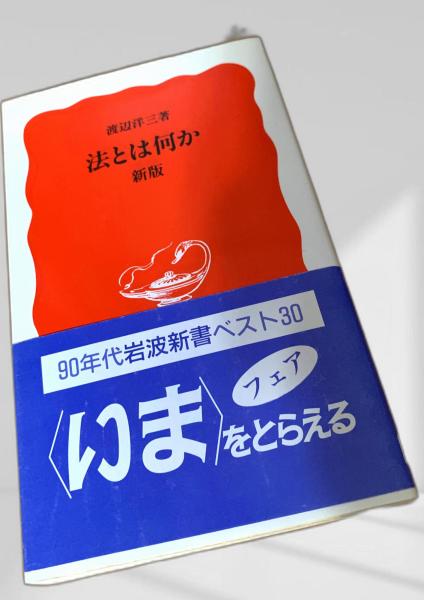 渡辺洋三著
法とは何か
新版
90年代岩波新書ベスト30
フェア
〈いま〉をとらえる